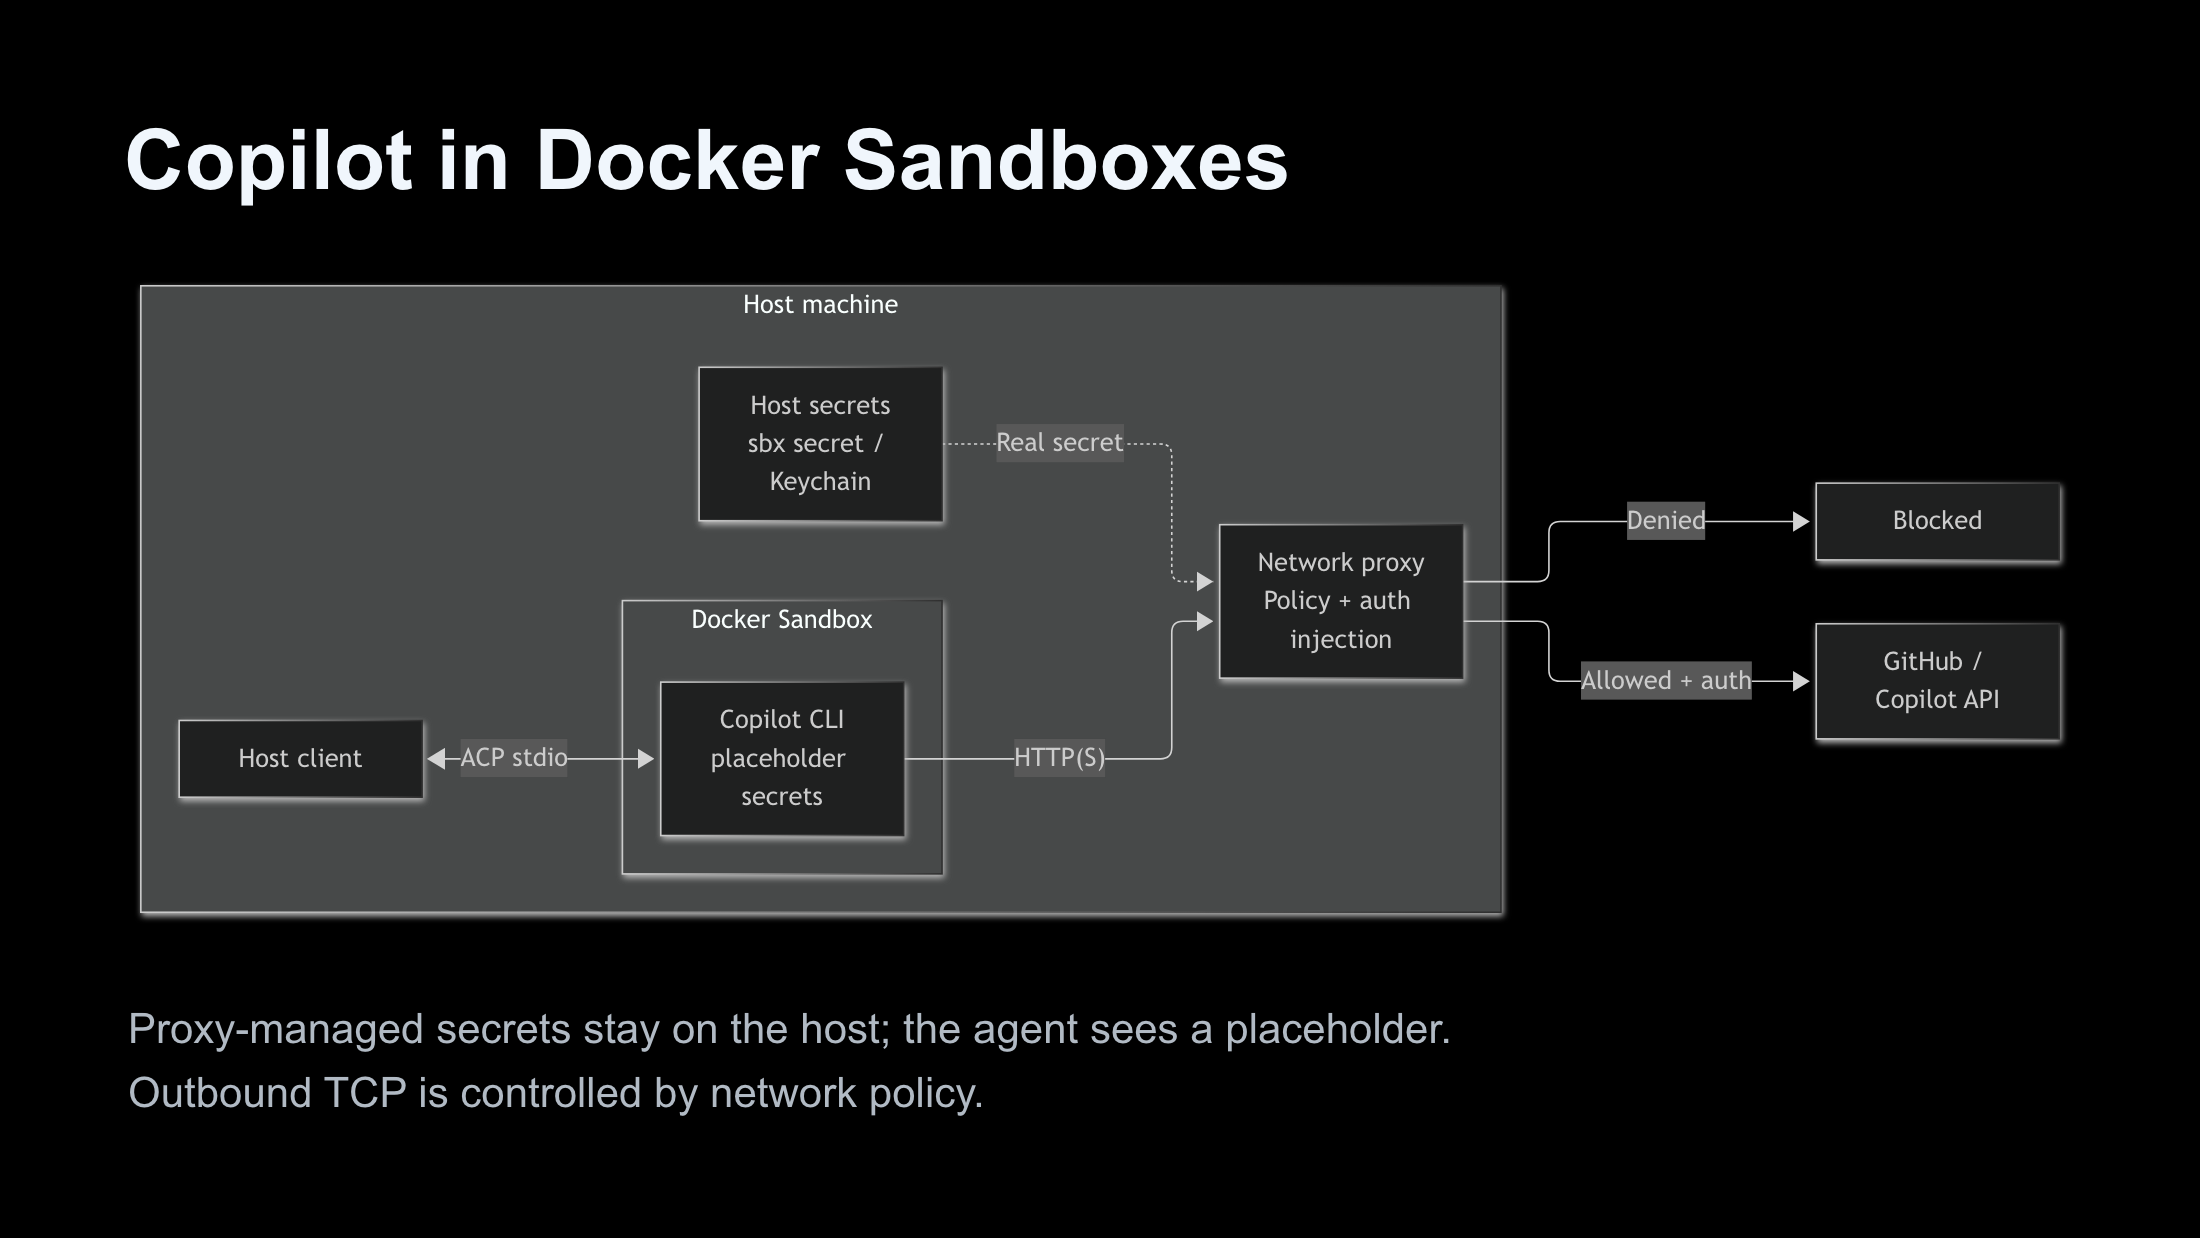 Copilot in Docker Sandboxes
Host machine
Host secrets
sbx secret /
Keychain
Real secret
Docker Sandbox
Host client
ACP stdio
Copilot CLI
placeholder
secrets
HTTP(S)
Network proxy
Policy + auth
injection
Denied
Blocked
Allowed + auth
GitHub /
Copilot API
Proxy-managed secrets stay on the host; the agent sees a placeholder.
Outbound TCP is controlled by network policy.